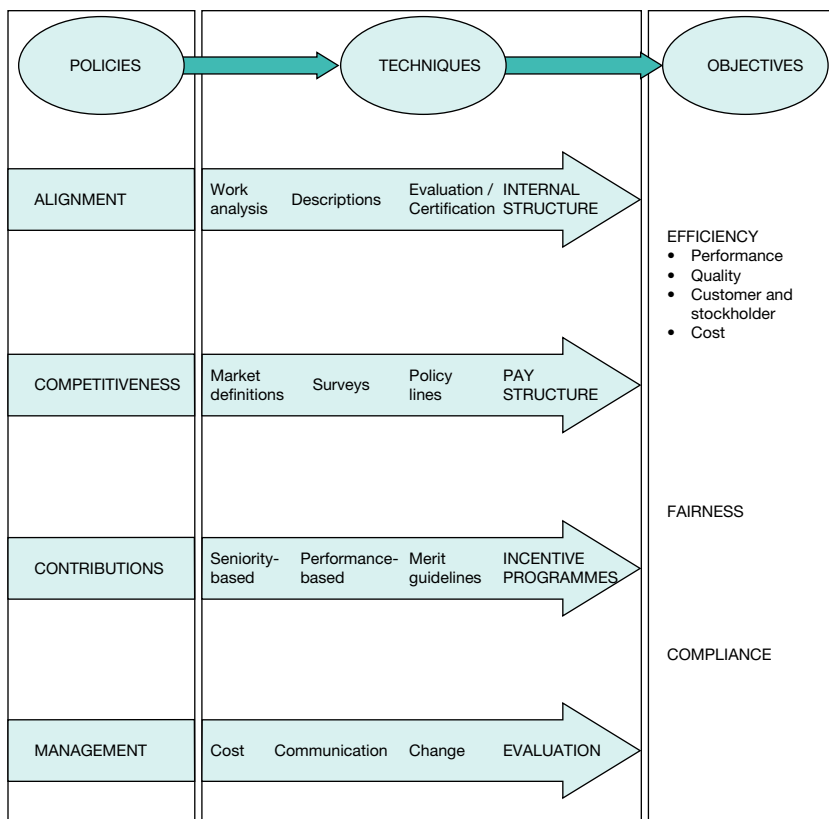 POLICIES
TECHNIQUES
OBJECTIVES
ALIGNMENT
Work
analysis
Descriptions
Evaluation /
Certification
INTERNAL
STRUCTURE
EFFICIENCY
• Performance
• Quality
• Customer and
stockholder
• Cost
COMPETITIVENESS
Market
definitions
Surveys
Policy
lines
PAY
STRUCTURE
FAIRNESS
CONTRIBUTIONS
Seniority-
based
Performance-
based
Merit
guidelines
INCENTIVE
PROGRAMMES
COMPLIANCE
MANAGEMENT
Cost
Communication
Change
EVALUATION